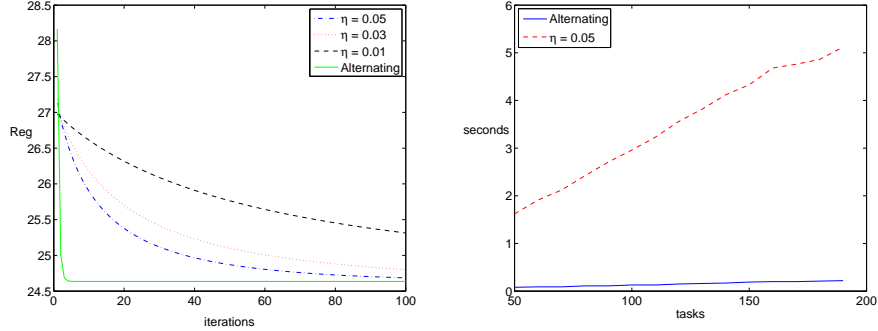 28.5
28
27.5
27
26.5
26
25.5
25
24.5
Reg
0
20
40
60
80
100
iterations
η = 0.05
η = 0.03
η = 0.01
Alternating
6
5
4
3
2
1
0
seconds
50
100
150
200
tasks
Alternating
η = 0.05